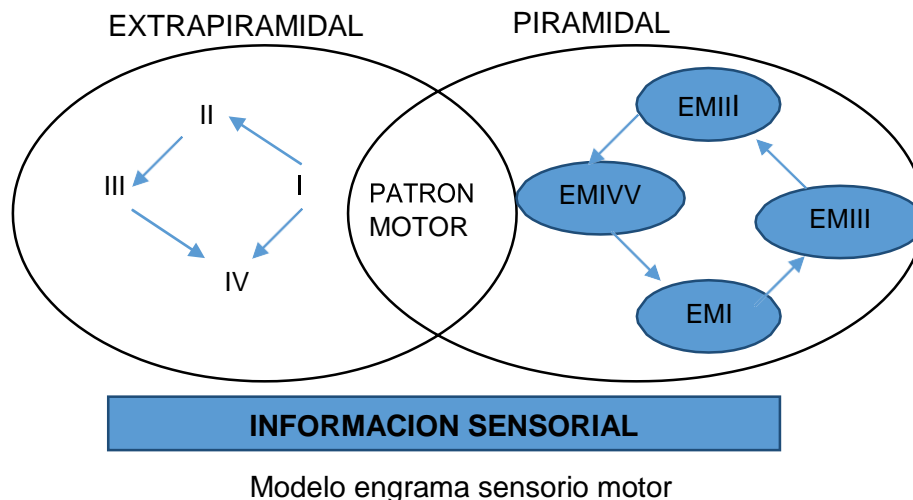 EXTRAPIRAMIDAL
PIRAMIDAL
II
III
I
IV
PATRON
MOTOR
EMIII
EMIVV
EMIII
EMI
INFORMACION SENSORIAL
Modelo engrama sensorio motor